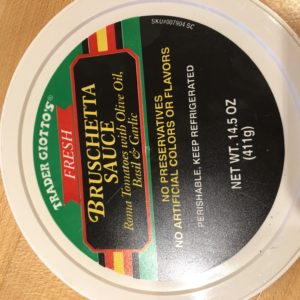 SKU#007904 SC
TRADER GIOTTO'S®
FRESH
BRUSCHETTA
SAUCE
Roma Tomatoes with Olive Oil,
Basil & Garlic
NO PRESERVATIVES
NO ARTIFICIAL COLORS OR FLAVORS
PERISHABLE, KEEP REFRIGERATED
NET WT. 14.5 OZ
(411g)